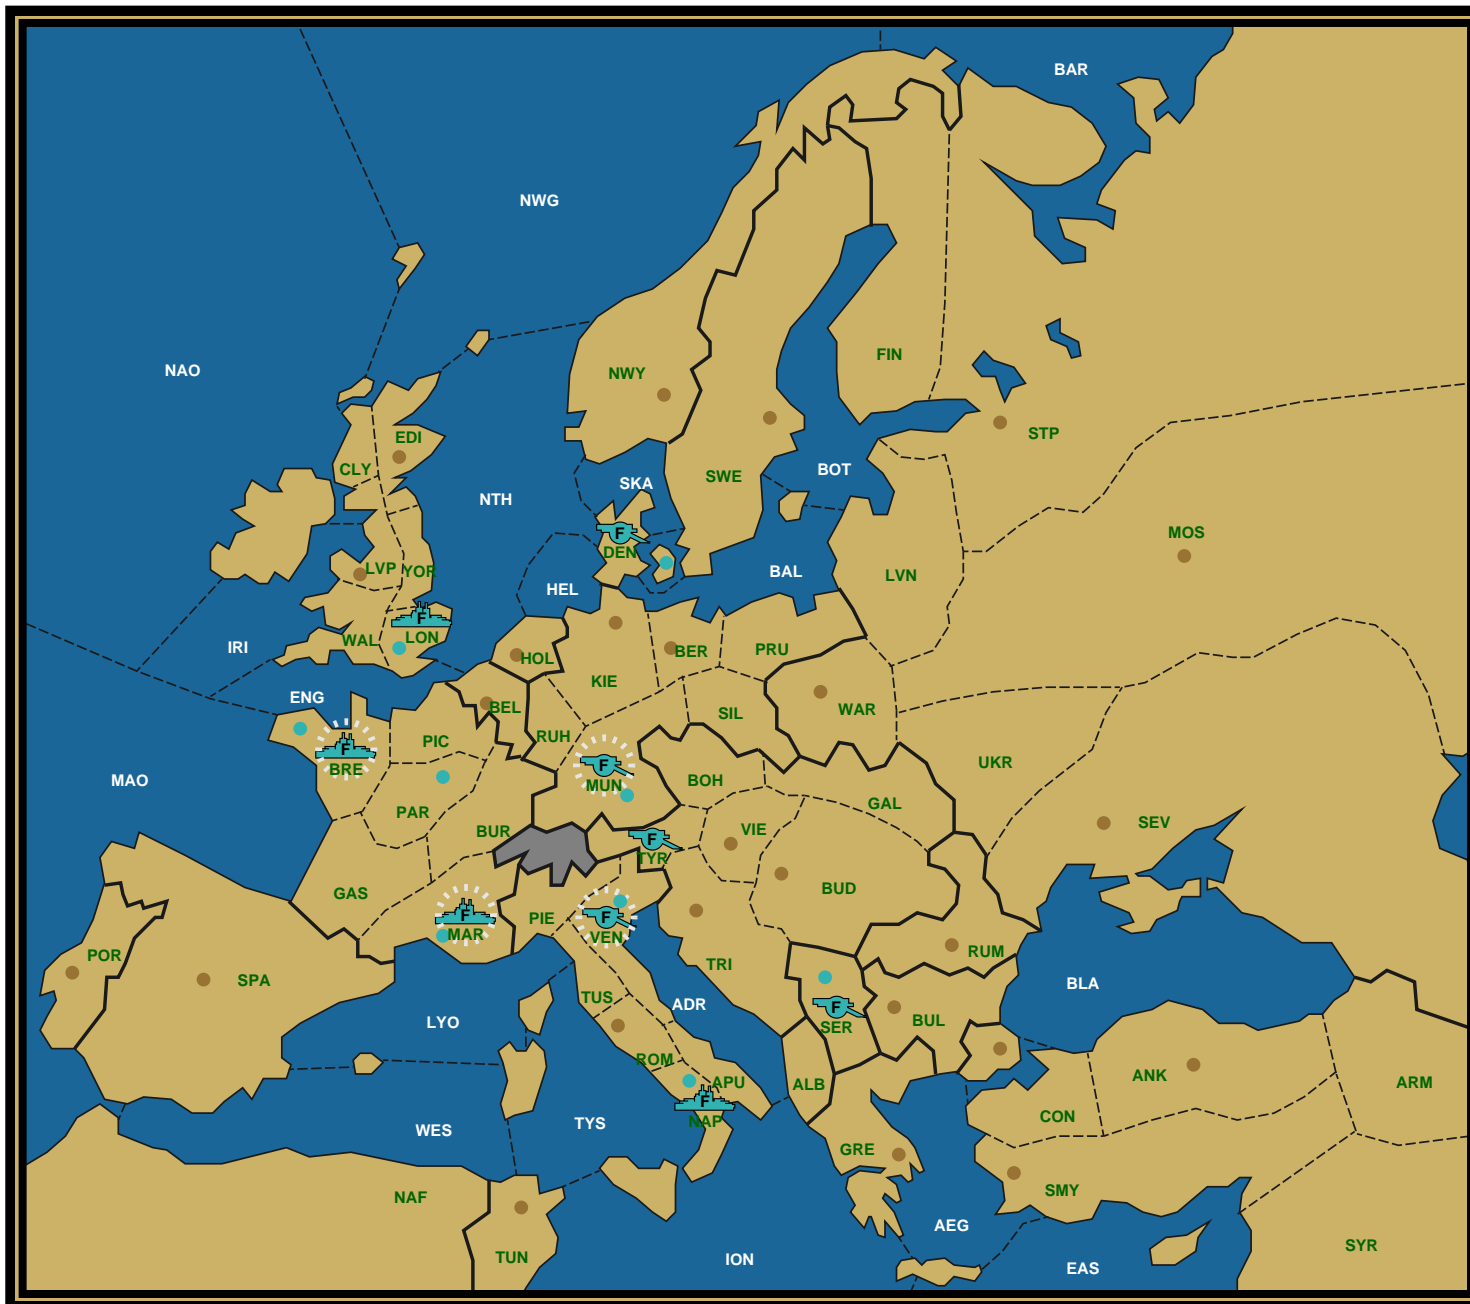 BAR
NWG
NAO
FIN
NWY
EDI
STP
CLY
SKA
SWE
BOT
NTH
MOS
F
DEN
LVP
YOR
BAL
LVN
HEL
F
LON
WAL
IRI
HOL
BER
PRU
KIE
ENG
BEL
SIL
WAR
PIC
RUH
F
BRE
F
MUN
BOH
UKR
MAO
GAL
PAR
BUR
VIE
SEV
F
TYR
GAS
BUD
F
MAR
PIE
F
VEN
POR
SPA
TRI
RUM
BLA
TUS
ADR
F
SER
BUL
LYO
ROM
APU
ALB
ANK
ARM
F
NAP
CON
WES
TYS
GRE
NAF
SMY
AEG
SYR
TUN
ION
EAS